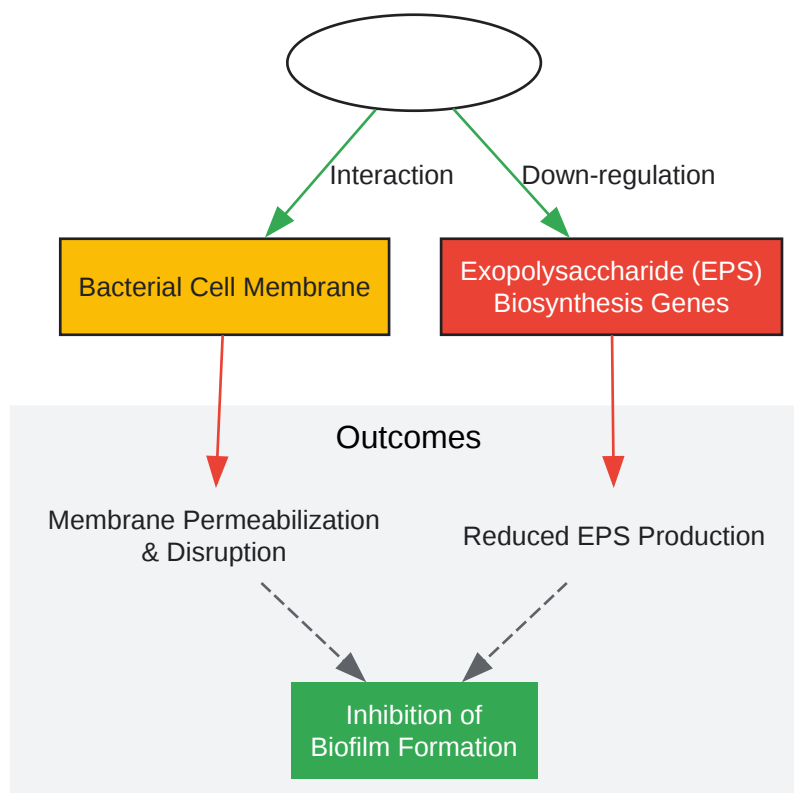 Interaction
Down-regulation
Bacterial Cell Membrane
Exopolysaccharide (EPS)
Biosynthesis Genes
Outcomes
Membrane Permeabilization
& Disruption
Reduced EPS Production
Inhibition of
Biofilm Formation